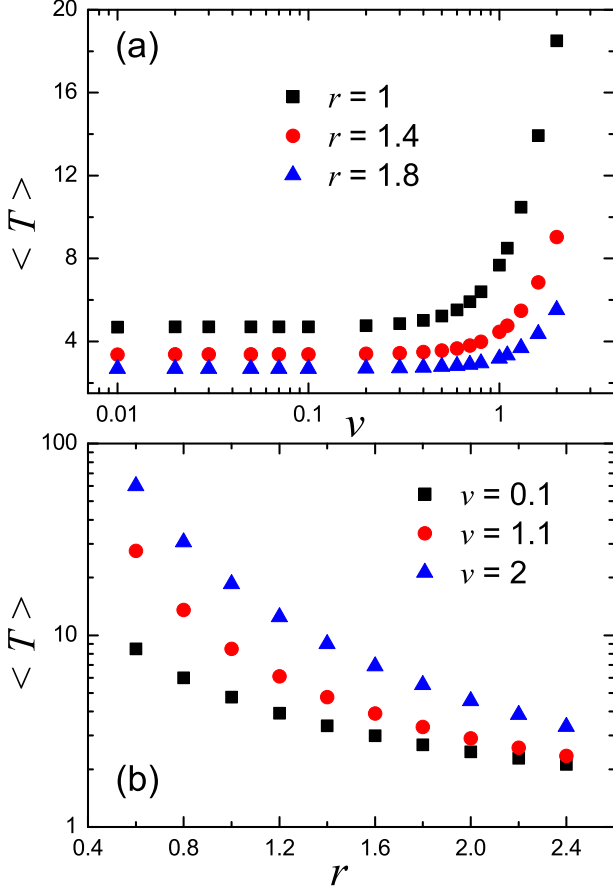 20
(a)
16
r = 1
r = 1.4
12
r = 1.8
< T >
8
4
0.01
0.1
1
v
100
v = 0.1
v = 1.1
v = 2
< T >
10
(b)
1
0.4
0.8
1.2
1.6
2.0
2.4
r